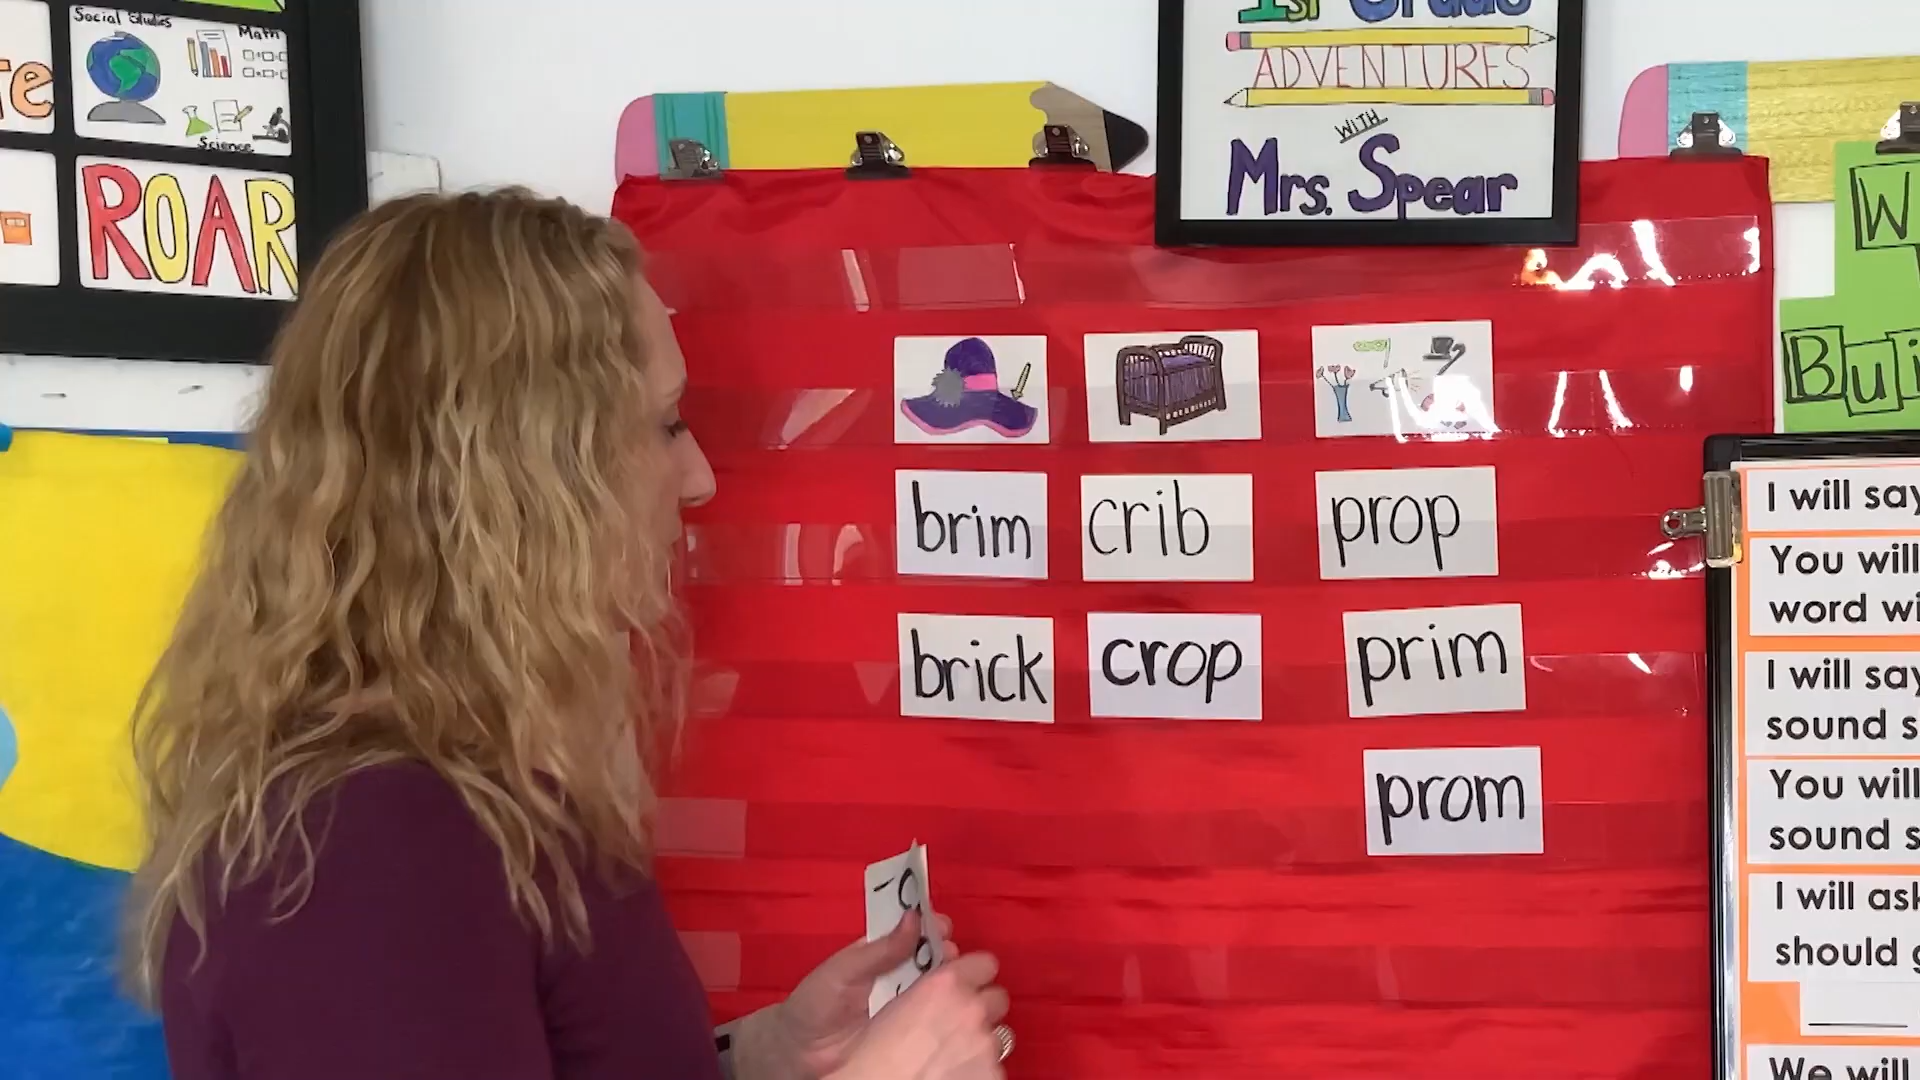 Social Studies
Math
Science
ROAR
1st Grade
ADVENTURES
WITH
Mrs. Spear
brim
crib
prop
brick
crop
prim
prom
W
Bui
I will say
You will
word wi
I will say
sound s
You will
sound s
I will ask
should g
We will